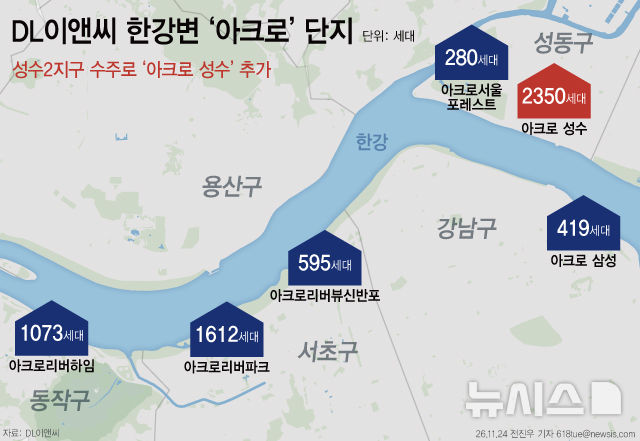 DL이앤씨 한강변 ‘아크로’ 단지 단위: 세대
성수2지구 수주로 ‘아크로 성수’ 추가
280세대
아크로서울
포레스트
성동구
2350세대
아크로 성수
한강
용산구
강남구
419세대
아크로 삼성
595세대
아크로리버뷰신반포
1073세대
아크로리버하임
1612세대
아크로리버파크
서초구
동작구
뉴시스
자료: DL이앤씨
26.11.24 전진우 기자 618tue@newsis.com